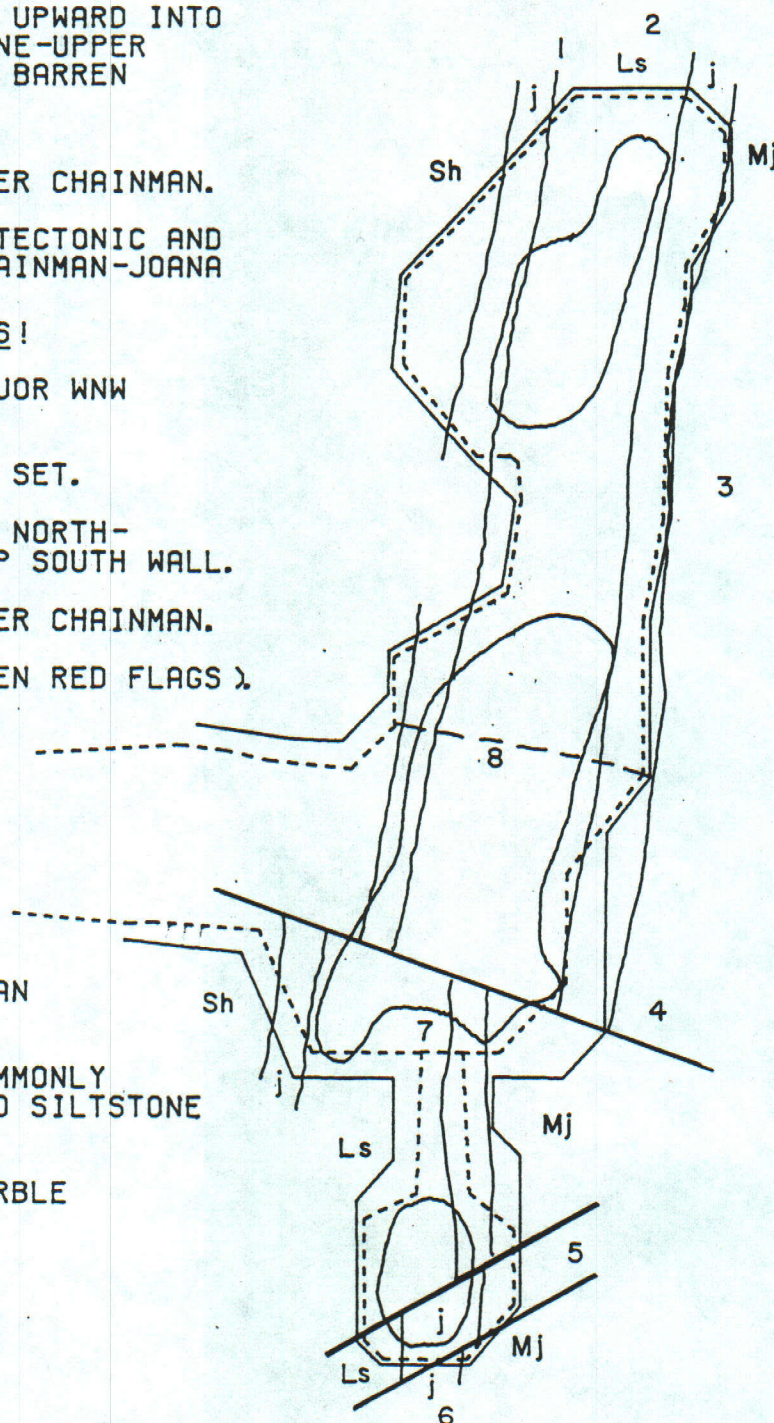 UPWARD INTO
NE-UPPER
BARREN
ER CHAINMAN.
TECTONIC AND
AINMAN-JOANA
S!
JOR WNW
SET.
NORTH-
P SOUTH WALL.
ER CHAINMAN.
EN RED FLAGS).
AN
MMONLY
D SILTSTONE
RBLE
1
2
j
Ls
j
Sh
Mj
3
8
Sh
7
4
j
Ls
Mj
5
j
Mj
Ls
j
6